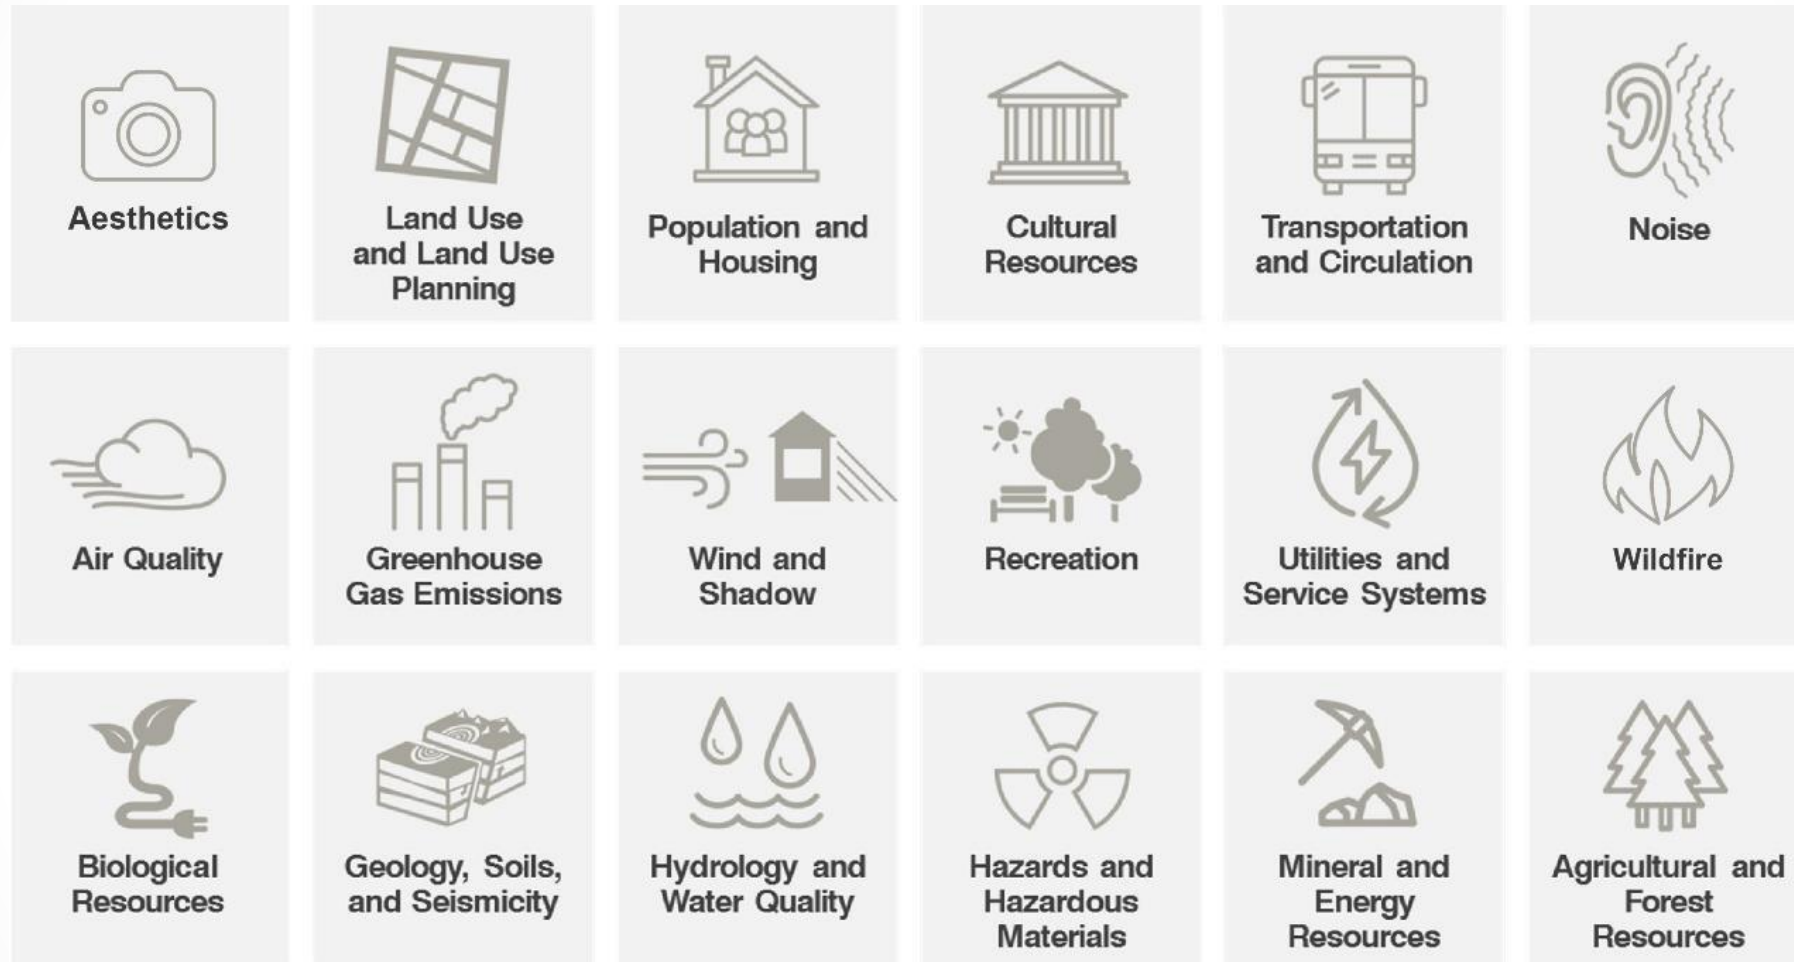 Aesthetics
Land Use
and Land Use
Planning
Population and
Housing
Cultural
Resources
Transportation
and Circulation
Noise
Air Quality
Greenhouse
Gas Emissions
Wind and
Shadow
Recreation
Utilities and
Service Systems
Wildfire
Biological
Resources
Geology, Soils,
and Seismicity
Hydrology and
Water Quality
Hazards and
Hazardous
Materials
Mineral and
Energy
Resources
Agricultural and
Forest
Resources